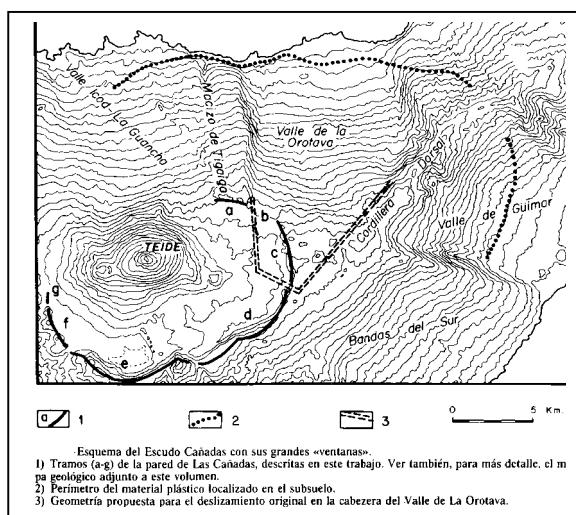 Valle Icod-La Guancha
Macizo de Tigaiga
Valle de la
Orotava
Cordillera
Dorsal
Valle de Guimar
Bandas del Sur
TEIDE
a
b
c
d
e
f
g
a 1
2
3
0 5 Km.
Esquema del Escudo Cañadas con sus grandes «ventanas».
1) Tramos (a-g) de la pared de Las Cañadas, descritas en este trabajo. Ver también, para más detalle, el m
pa geológico adjunto a este volumen.
2) Perímetro del material plástico localizado en el subsuelo.
3) Geometría propuesta para el deslizamiento original en la cabezera del Valle de La Orotava.